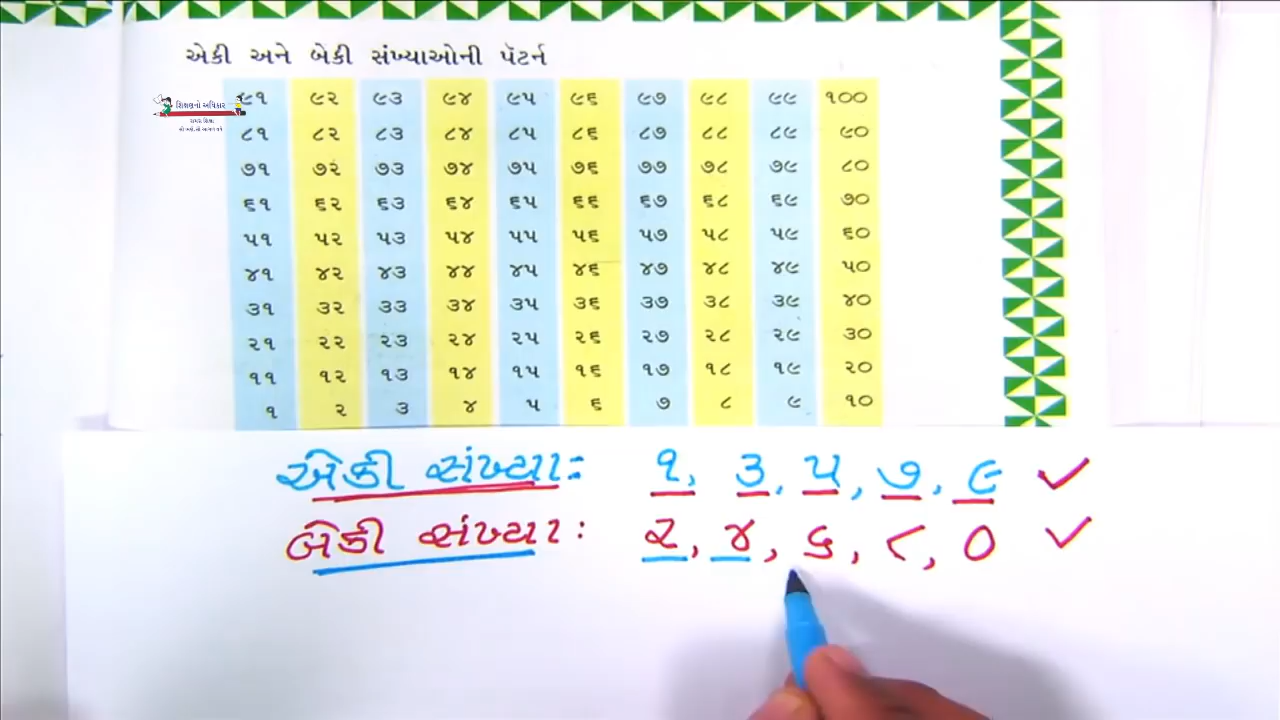 એકી અને બેકી સંખ્યાઓની પૅટર્ન
શિક્ષણનો અધિકાર
૯૧ ૯૨ ૯૩ ૯૪ ૯૫ ૯૬ ૯૭ ૯૮ ૯૯ ૧૦૦
૮૧ ૮૨ ૮૩ ૮૪ ૮૫ ૮૬ ૮૭ ૮૮ ૮૯ ૯૦
૭૧ ૭૨ ૭૩ ૭૪ ૭૫ ૭૬ ૭૭ ૭૮ ૭૯ ૮૦
૬૧ ૬૨ ૬૩ ૬૪ ૬૫ ૬૬ ૬૭ ૬૮ ૬૯ ૭૦
૫૧ ૫૨ ૫૩ ૫૪ ૫૫ ૫૬ ૫૭ ૫૮ ૫૯ ૬૦
૪૧ ૪૨ ૪૩ ૪૪ ૪૫ ૪૬ ૪૭ ૪૮ ૪૯ ૫૦
૩૧ ૩૨ ૩૩ ૩૪ ૩૫ ૩૬ ૩૭ ૩૮ ૩૯ ૪૦
૨૧ ૨૨ ૨૩ ૨૪ ૨૫ ૨૬ ૨૭ ૨૮ ૨૯ ૩૦
૧૧ ૧૨ ૧૩ ૧૪ ૧૫ ૧૬ ૧૭ ૧૮ ૧૯ ૨૦
૧ ૨ ૩ ૪ ૫ ૬ ૭ ૮ ૯ ૧૦
એકી સંખ્યા: ૧, ૩, ૫, ૭, ૯ ✓
બેકી સંખ્યા: ૨, ૪, ૬, ૮, ૦ ✓